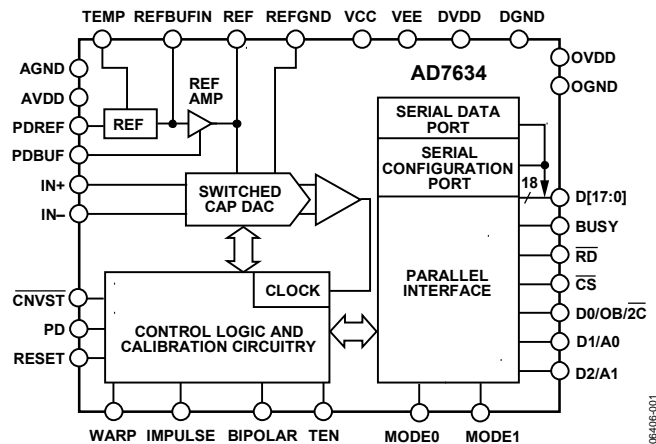 TEMP REFBUFIN REF REFGND VCC VEE DVDD DGND
AGND
AVDD
PDREF
PDBUF
IN+
IN–
CNVST
PD
RESET
REF
REF
AMP
SWITCHED
CAP DAC
CLOCK
CONTROL LOGIC AND
CALIBRATION CIRCUITRY
AD7634
SERIAL DATA
PORT
SERIAL
CONFIGURATION
PORT
18
PARALLEL
INTERFACE
OVDD
OGND
D[17:0]
BUSY
RD
CS
D0/OB/2C
D1/A0
D2/A1
WARP IMPULSE BIPOLAR TEN MODE0 MODE1
06406-001